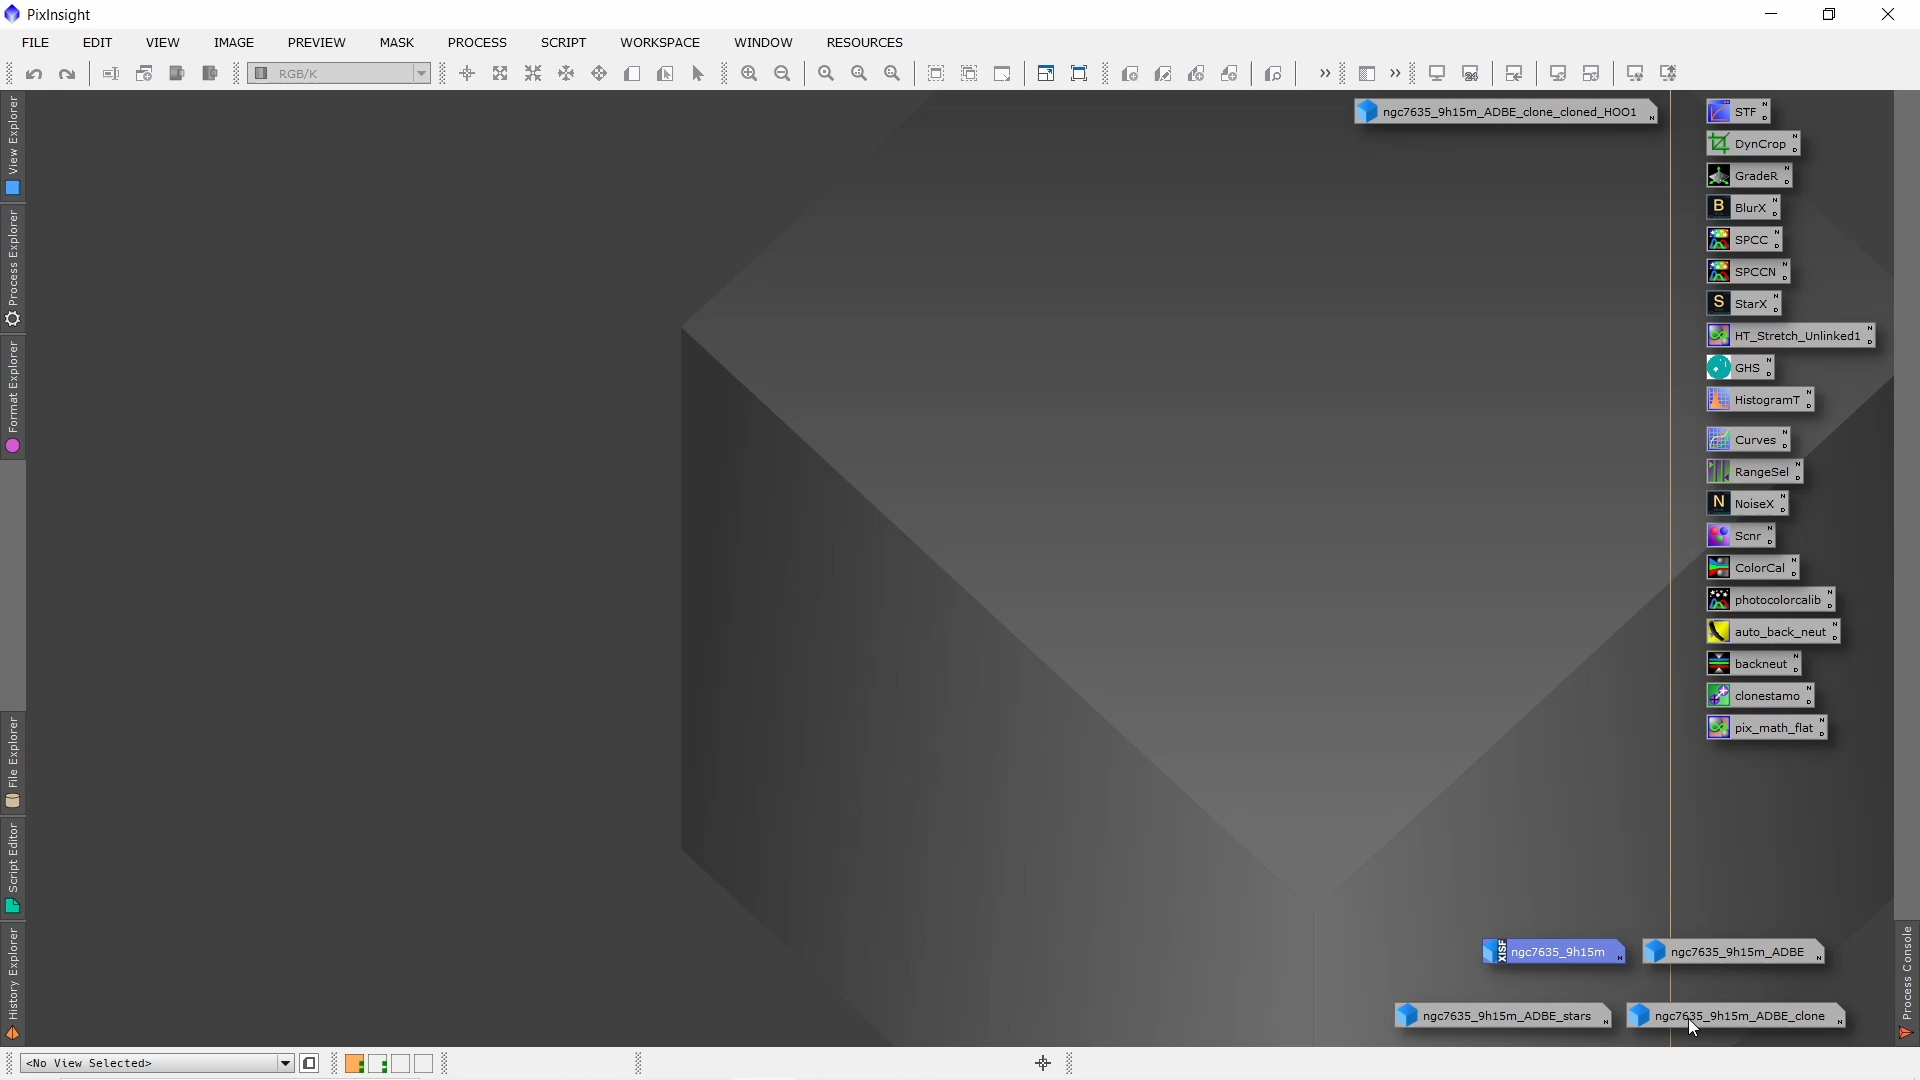 PixInsight
FILE EDIT VIEW IMAGE PREVIEW MASK PROCESS SCRIPT WORKSPACE WINDOW RESOURCES
RGB/K
View Explorer
Process Explorer
Format Explorer
File Explorer
Script Editor
History Explorer
ngc7635_9h15m_ADBE_clone_cloned_HOO1
STF
DynCrop
GradeR
BlurX
SPCC
SPCCN
StarX
HT_Stretch_Unlinked1
GHS
HistogramT
Curves
RangeSel
NoiseX
Scnr
ColorCal
photocolorcalib
auto_back_neut
backneut
clonestamo
pix_math_flat
XISF ngc7635_9h15m
ngc7635_9h15m_ADBE
ngc7635_9h15m_ADBE_stars
ngc7635_9h15m_ADBE_clone
Process Console
<No View Selected>